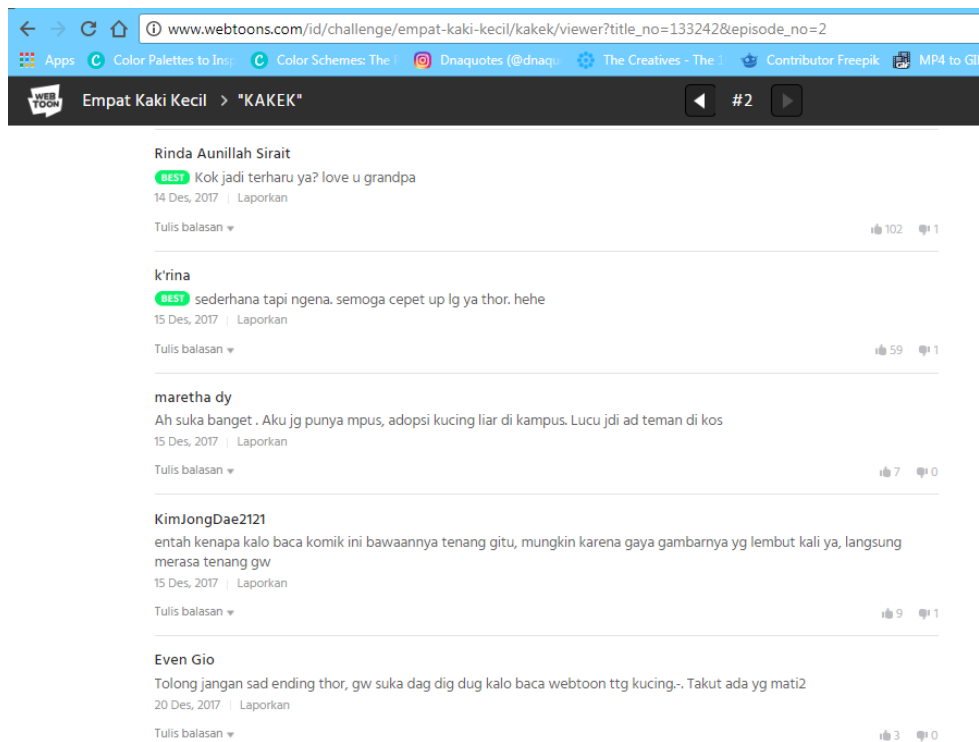 www.webtoons.com/id/challenge/empat-kaki-kecil/kakek/viewer?title_no=133242&episode_no=2
Apps Color Palettes to Insp Color Schemes: The Dnaquotes (@dnaqu The Creatives - The Contributor Freepik MP4 to GI
WEB TOON Empat Kaki Kecil > "KAKEK" #2
Rinda Aunillah Sirait
BEST Kok jadi terharu ya? love u grandpa
14 Des, 2017 | Laporkan
Tulis balasan 102 1
k'rina
BEST sederhana tapi ngena. semoga cepet up lg ya thor. hehe
15 Des, 2017 | Laporkan
Tulis balasan 59 1
maretha dy
Ah suka banget . Aku jg punya mpus, adopsi kucing liar di kampus. Lucu jdi ad teman di kos
15 Des, 2017 | Laporkan
Tulis balasan 7 0
KimJongDae2121
entah kenapa kalo baca komik ini bawaannya tenang gitu, mungkin karena gaya gambarnya yg lembut kali ya, langsung
merasa tenang gw
15 Des, 2017 | Laporkan
Tulis balasan 9 1
Even Gio
Tolong jangan sad ending thor, gw suka dag dig dug kalo baca webtoon ttg kucing.-. Takut ada yg mati2
20 Des, 2017 | Laporkan
Tulis balasan 3 0